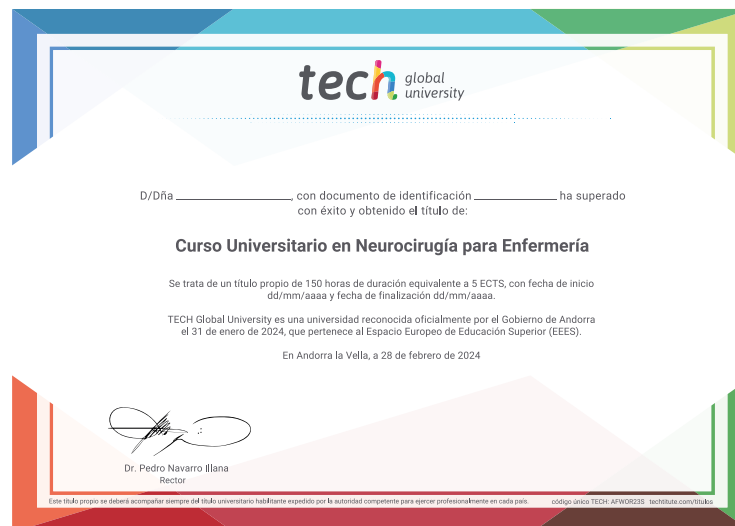 tech global university
D/Dña ____________, con documento de identificación ____________ ha superado
con éxito y obtenido el título de:
Curso Universitario en Neurocirugía para Enfermería
Se trata de un título propio de 150 horas de duración equivalente a 5 ECTS, con fecha de inicio
dd/mm/aaaa y fecha de finalización dd/mm/aaaa.
TECH Global University es una universidad reconocida oficialmente por el Gobierno de Andorra
el 31 de enero de 2024, que pertenece al Espacio Europeo de Educación Superior (EEES).
En Andorra la Vella, a 28 de febrero de 2024
Dr. Pedro Navarro Illana
Rector
Este título propio se deberá acompañar siempre del título universitario habilitante expedido por la autoridad competente para ejercer profesionalmente en cada país. código único TECH: AFWOR23S techtitute.com/titulos